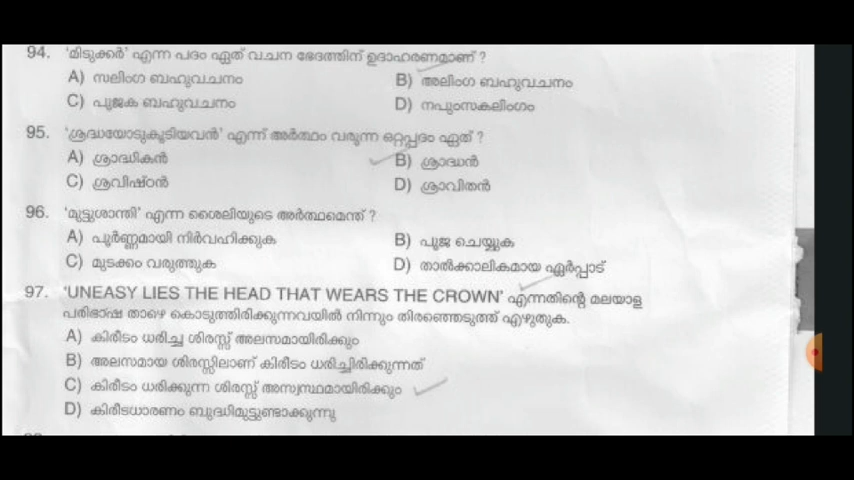 94. 'മിടുക്കർ' എന്ന പദം ഏത് വചന ഭേദത്തിന് ഉദാഹരണമാണ് ?
A) സലിംഗ ബഹുവചനം B) അലിംഗ ബഹുവചനം
C) പൂജക ബഹുവചനം D) നപുംസകലിംഗം
95. 'ശ്രദ്ധയോടുകൂടിയവൻ' എന്ന് അർത്ഥം വരുന്ന ഒറ്റപ്പദം ഏത് ?
A) ശ്രാദ്ധികൻ B) ശ്രാദ്ധൻ
C) ശ്രവിഷ്ഠൻ D) ശ്രാവിതൻ
96. 'മുട്ടുശാന്തി' എന്ന ശൈലിയുടെ അർത്ഥമെന്ത് ?
A) പൂർണ്ണമായി നിർവഹിക്കുക B) പൂജ ചെയ്യുക
C) മുടക്കം വരുത്തുക D) താൽക്കാലികമായ ഏർപ്പാട്
97. 'UNEASY LIES THE HEAD THAT WEARS THE CROWN' എന്നതിന്റെ മലയാള
പരിഭാഷ താഴെ കൊടുത്തിരിക്കുന്നവയിൽ നിന്നും തിരഞ്ഞെടുത്ത് എഴുതുക.
A) കിരീടം ധരിച്ച ശിരസ്സ് അലസമായിരിക്കും
B) അലസമായ ശിരസ്സിലാണ് കിരീടം ധരിച്ചിരിക്കുന്നത്
C) കിരീടം ധരിക്കുന്ന ശിരസ്സ് അസ്വസ്ഥമായിരിക്കും
D) കിരീടധാരണം ബുദ്ധിമുട്ടുണ്ടാക്കുന്നു